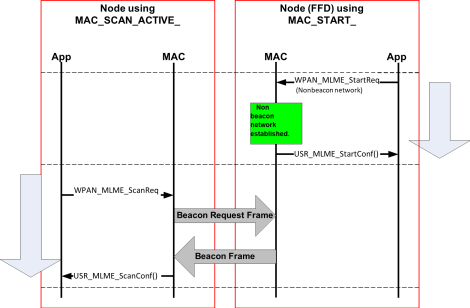 Node using
MAC_SCAN_ACTIVE_
Node (FFD) using
MAC_START_
App
MAC
MAC
App
WPAN_MLME_StartReq
(Nonbeacon network)
Non
beacon
network
established.
USR_MLME_StartConf()
WPAN_MLME_ScanReq
Beacon Request Frame
Beacon Frame
USR_MLME_ScanConf()